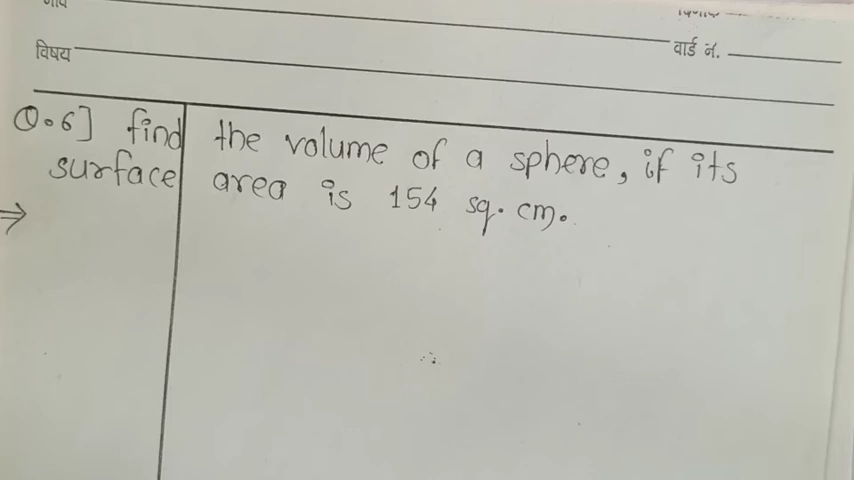 वार्ड नं.
विषय
Q.6] find the volume of a sphere, if its
surface area is 154 sq. cm.
⇒